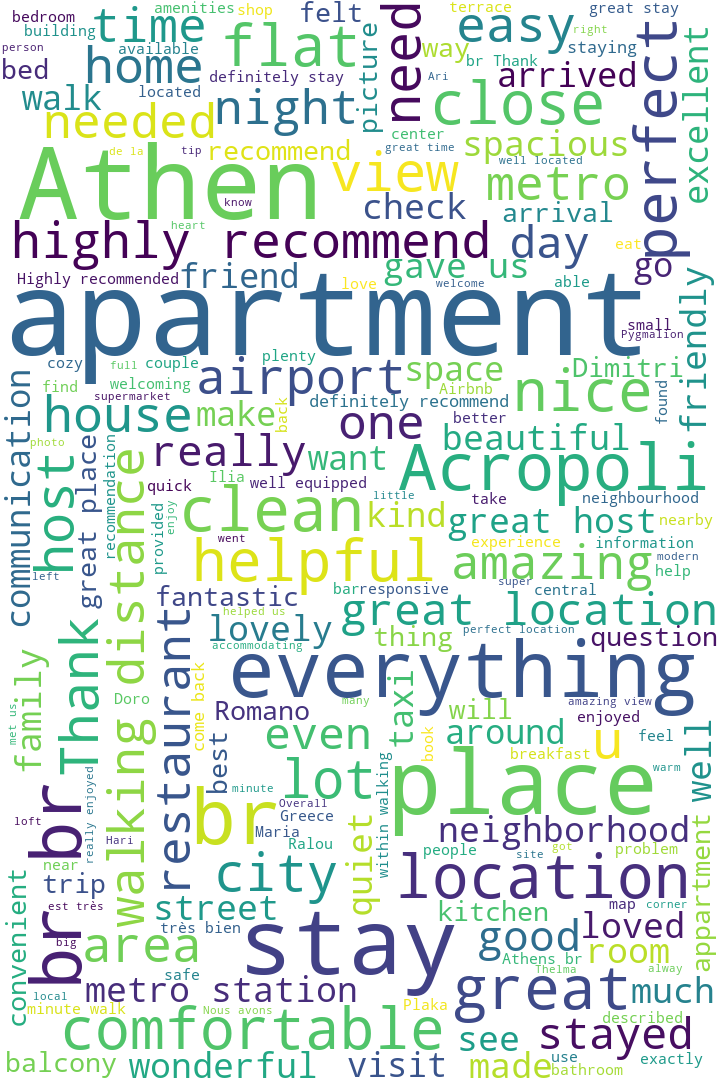 bedroom
amenities
shop
terrace
great stay
building
time
felt
easy
right
person
available
flat
staying
bed
home
definitely stay
way
br Thank
arrived
located
Ari
walk
night
picture
need
close
perfect
excellent
needed
center
de la
tip
recommend
great time
well located
spacious
Athen
view
metro
know
check
arrival
heart
highly recommend
day
eat
gave us
go
Highly recommended
friend
love
welcome
able
apartment
small
Pygmalion
friendly
cozy
full
couple
plenty
space
Dimitri
find
welcoming
airport
Airbnb
nice
supermarket
definitely recommend
found
house
make
back
one
better
communication
host
photo
great place
recommendation
walking distance
really
want
beautiful
Ilia
Acropoli
quick
well equipped
little
take
neighbourhood
provided
enjoy
clean
kind
great host
nearby
went
experience
information
modern
left
helpful
amazing
help
super
fantastic
bar
responsive
central
helped us
great location
Thank
restaurant
lovely
perfect location
thing
question
accommodating
family
met us
everything
come back
Doro
many
taxi
amazing view
Romano
will
enjoyed
even
around
u
well
best
book
breakfast
feel
lot
place
warm
minute
within walking
br
br br
loft
really enjoyed
Hari
Overall
Greece
Maria
neighborhood
Ralou
people
site
got
problem
appartment
near
quiet
city
location
trip
convenient
est très
street
kitchen
map
corner
très bien
good
loved
big
area
stay
Athens br
room
safe
Thelma
alway
metro station
great
much
local
minute walk
Nous avons
Plaka
described
comfortable
see
stayed
balcony
wonderful
visit
made
use
exactly
bathroom